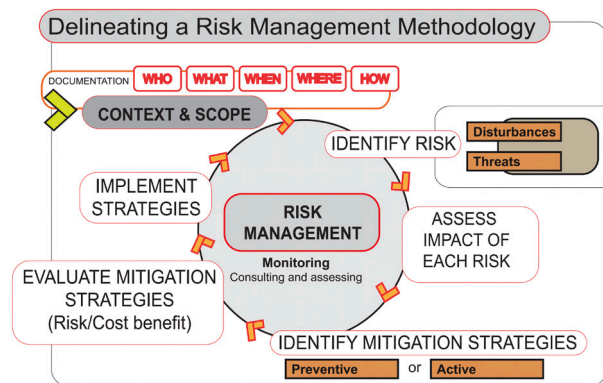 Delineating a Risk Management Methodology
DOCUMENTATION WHO WHAT WHEN WHERE HOW
CONTEXT & SCOPE
IDENTIFY RISK
Disturbances
Threats
ASSESS
IMPACT OF
EACH RISK
IDENTIFY MITIGATION STRATEGIES
Preventive or Active
EVALUATE MITIGATION
STRATEGIES
(Risk/Cost benefit)
IMPLEMENT
STRATEGIES
RISK
MANAGEMENT
Monitoring
Consulting and assessing